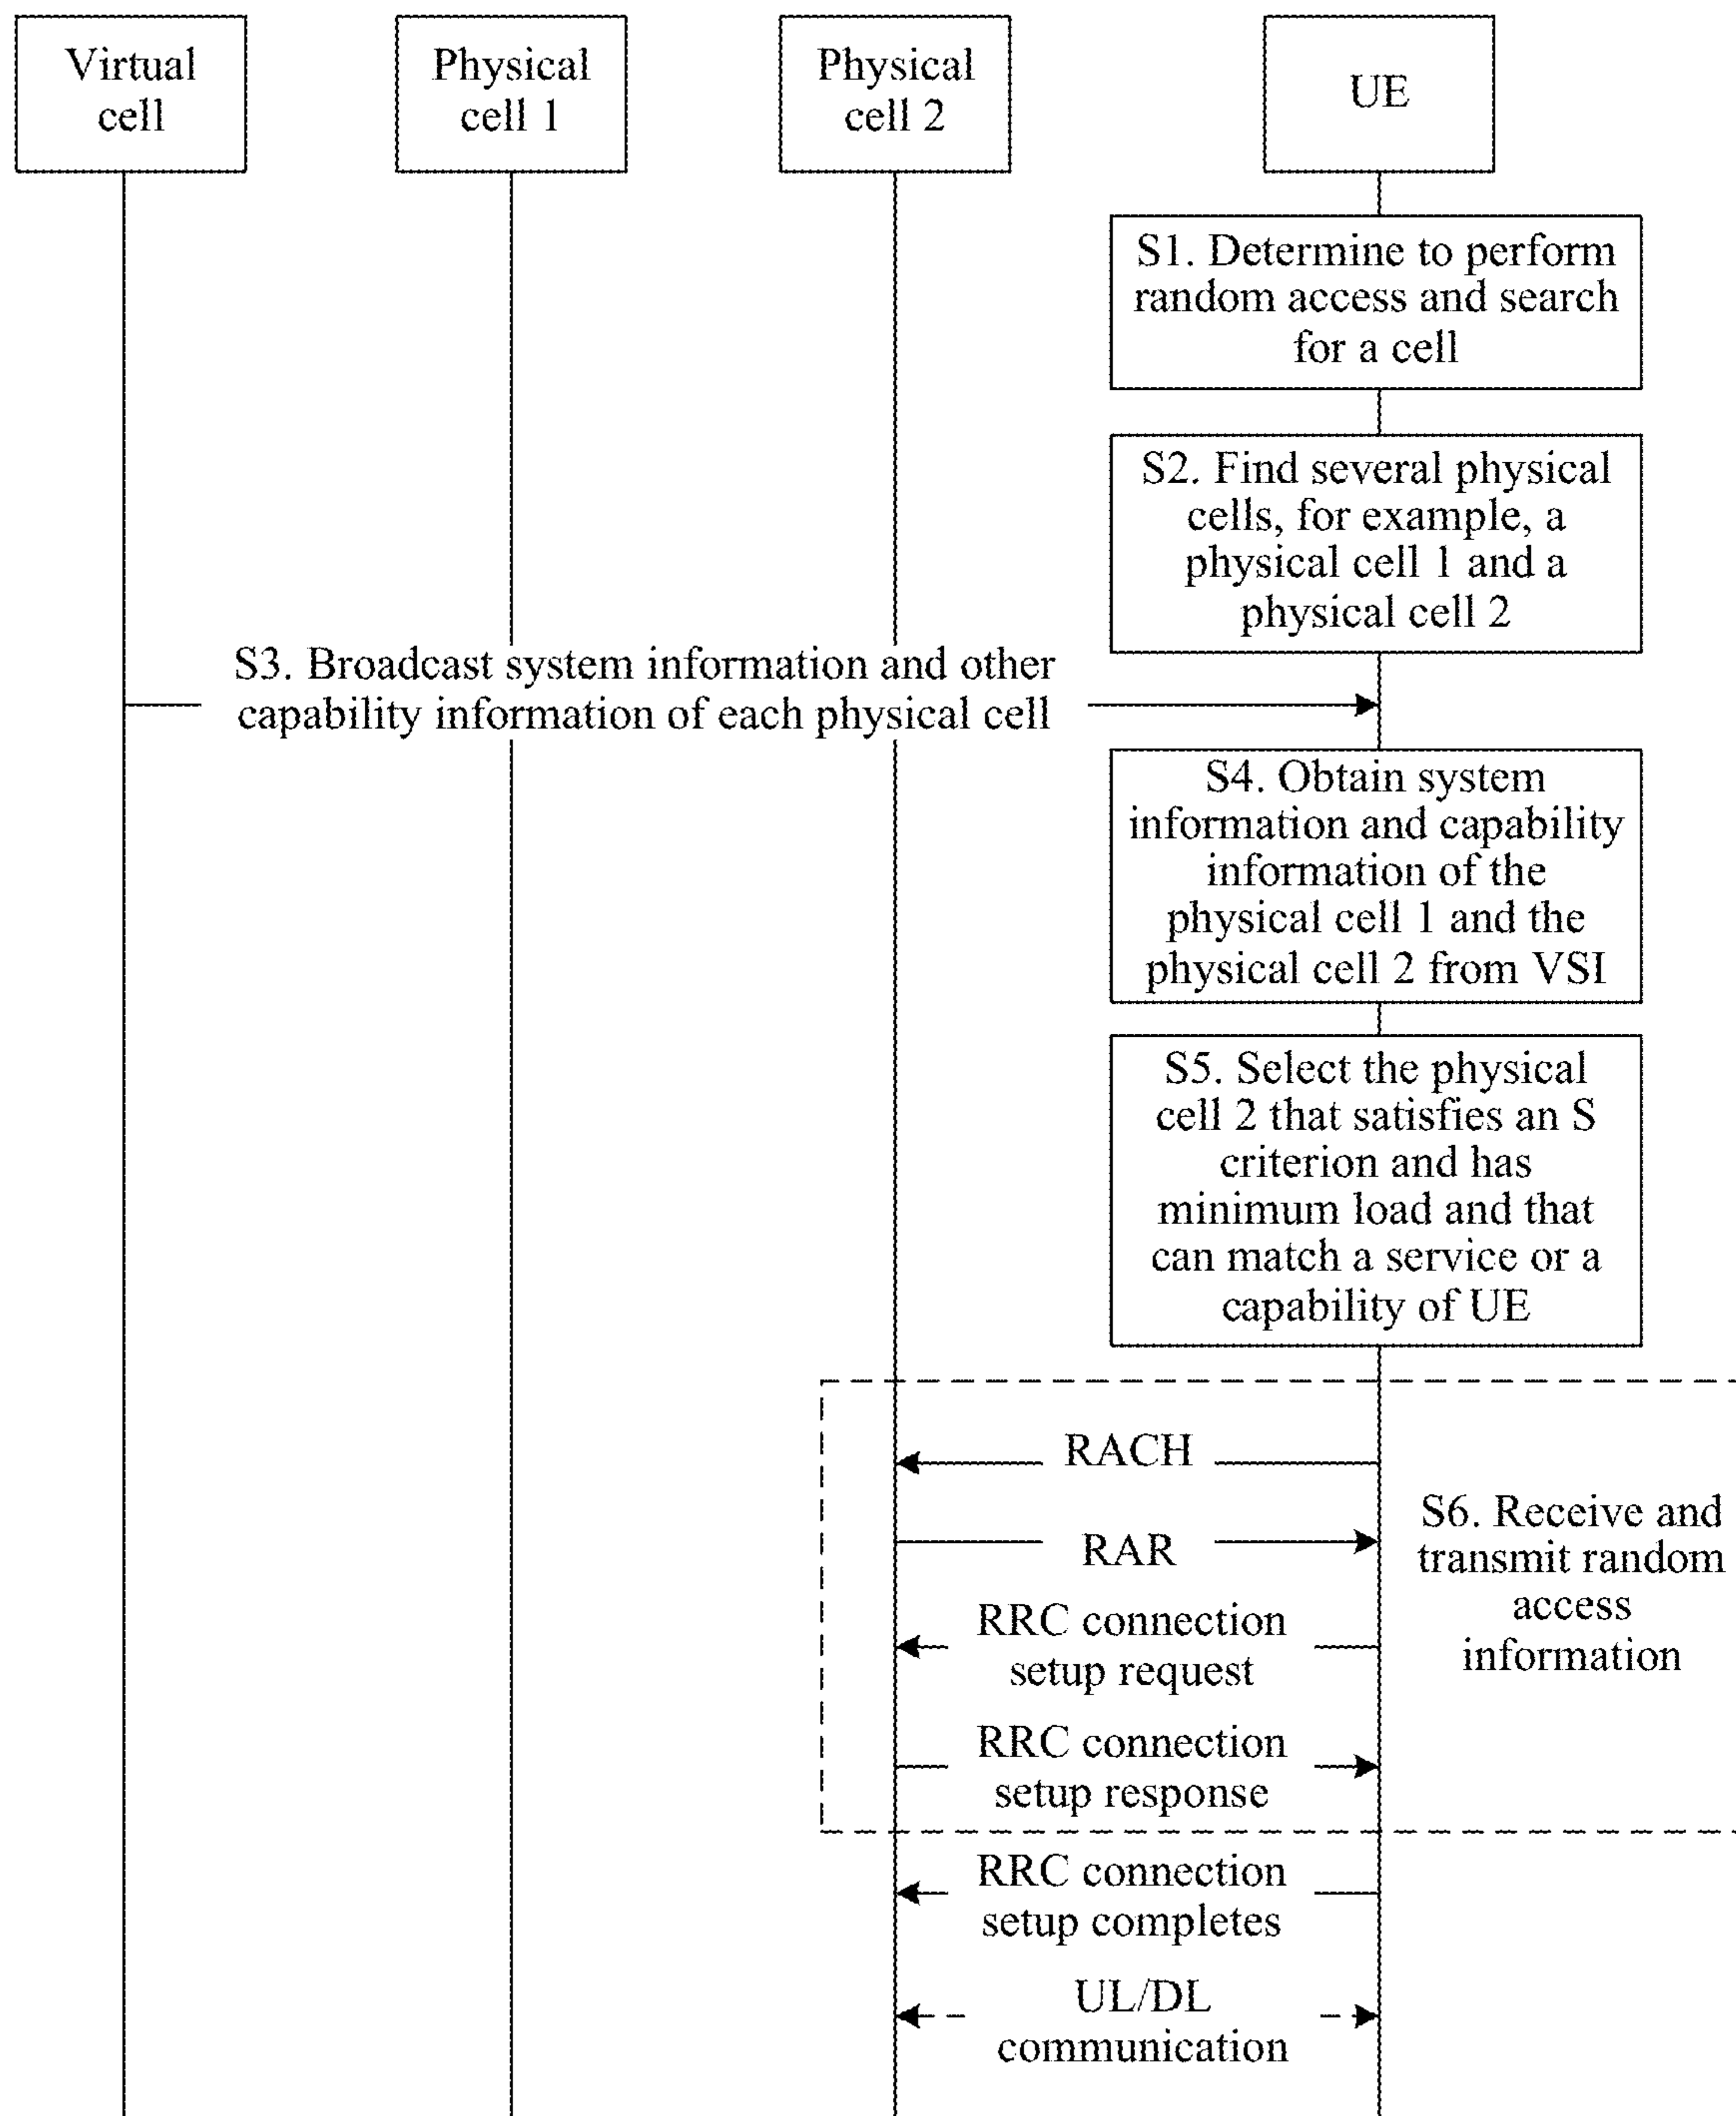 Virtual
cell
Physical
cell 1
Physical
cell 2
UE
S1. Determine to perform
random access and search
for a cell
S2. Find several physical
cells, for example, a
physical cell 1 and a
physical cell 2
S3. Broadcast system information and other
capability information of each physical cell
S4. Obtain system
information and capability
information of the
physical cell 1 and the
physical cell 2 from VSI
S5. Select the physical
cell 2 that satisfies an S
criterion and has
minimum load and that
can match a service or a
capability of UE
RACH
RAR
RRC connection
setup request
RRC connection
setup response
S6. Receive and
transmit random
access
information
RRC connection
setup completes
UL/DL
communication